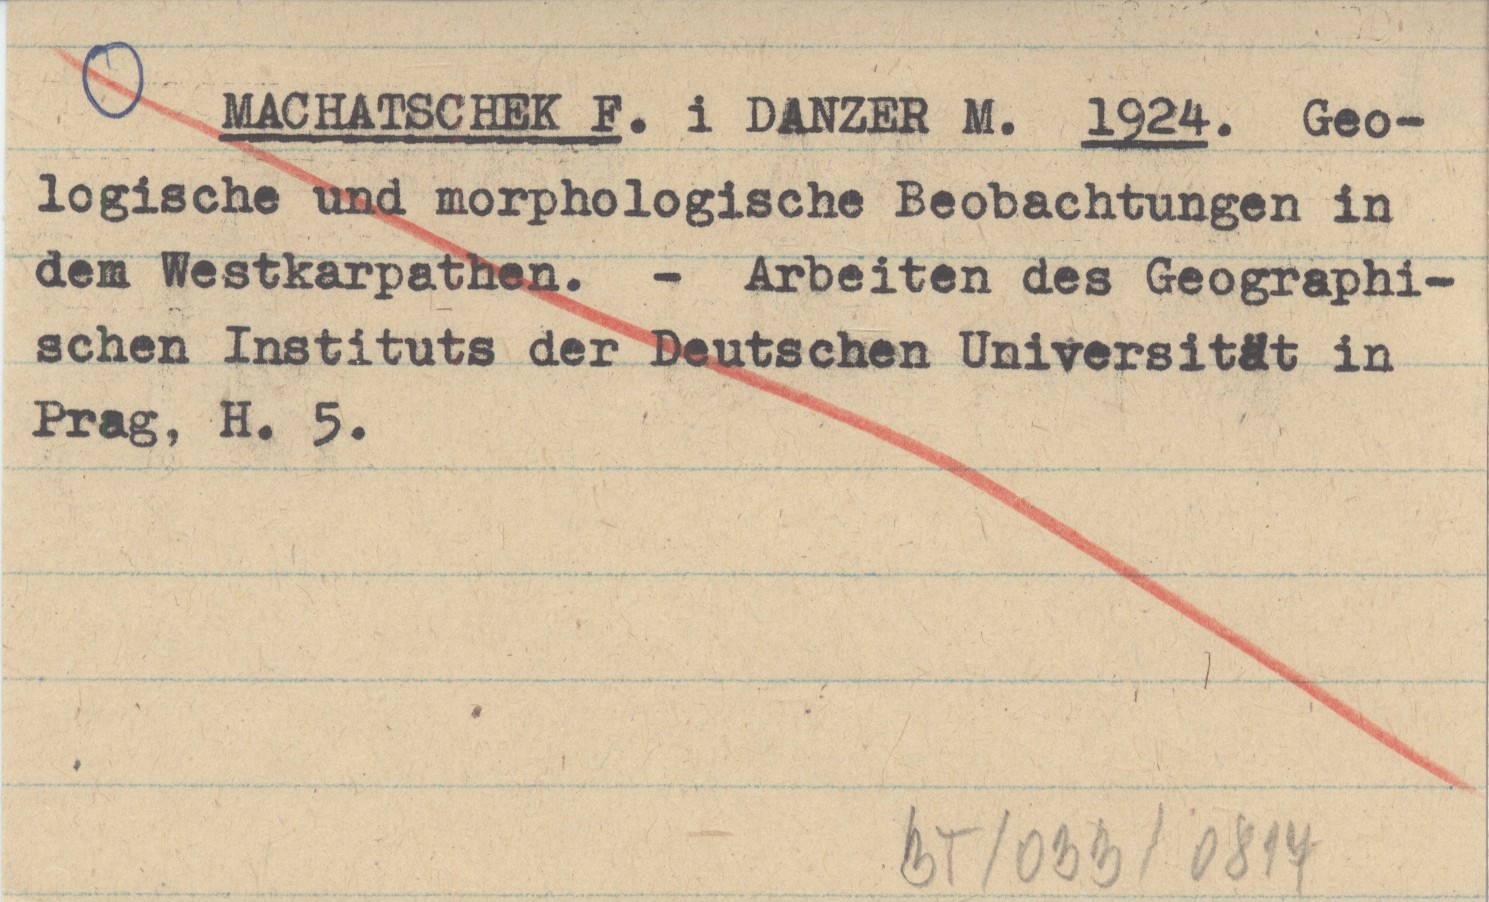 MACHATSCHEK F. i DANZER M. 1924. Geo-
logische und morphologische Beobachtungen in
dem Westkarpathen. - Arbeiten des Geographi-
schen Instituts der Deutschen Universität in
Prag, H. 5.
BT/033/0814